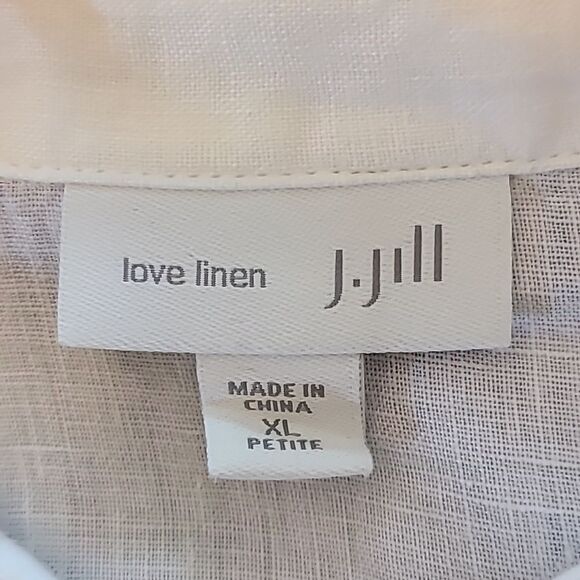 love linen J.Jill
MADE IN
CHINA
XL
PETITE